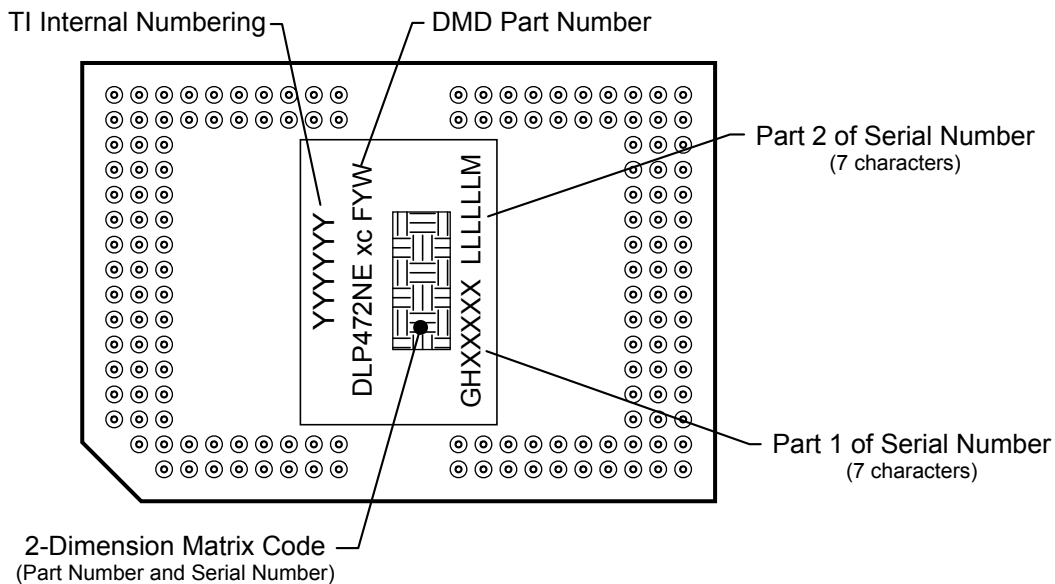 TI Internal Numbering
DMD Part Number
Part 2 of Serial Number
(7 characters)
YYYYYYY
DLP472NE xc FYW
GHXXXXX LLLLLLM
Part 1 of Serial Number
(7 characters)
2-Dimension Matrix Code
(Part Number and Serial Number)